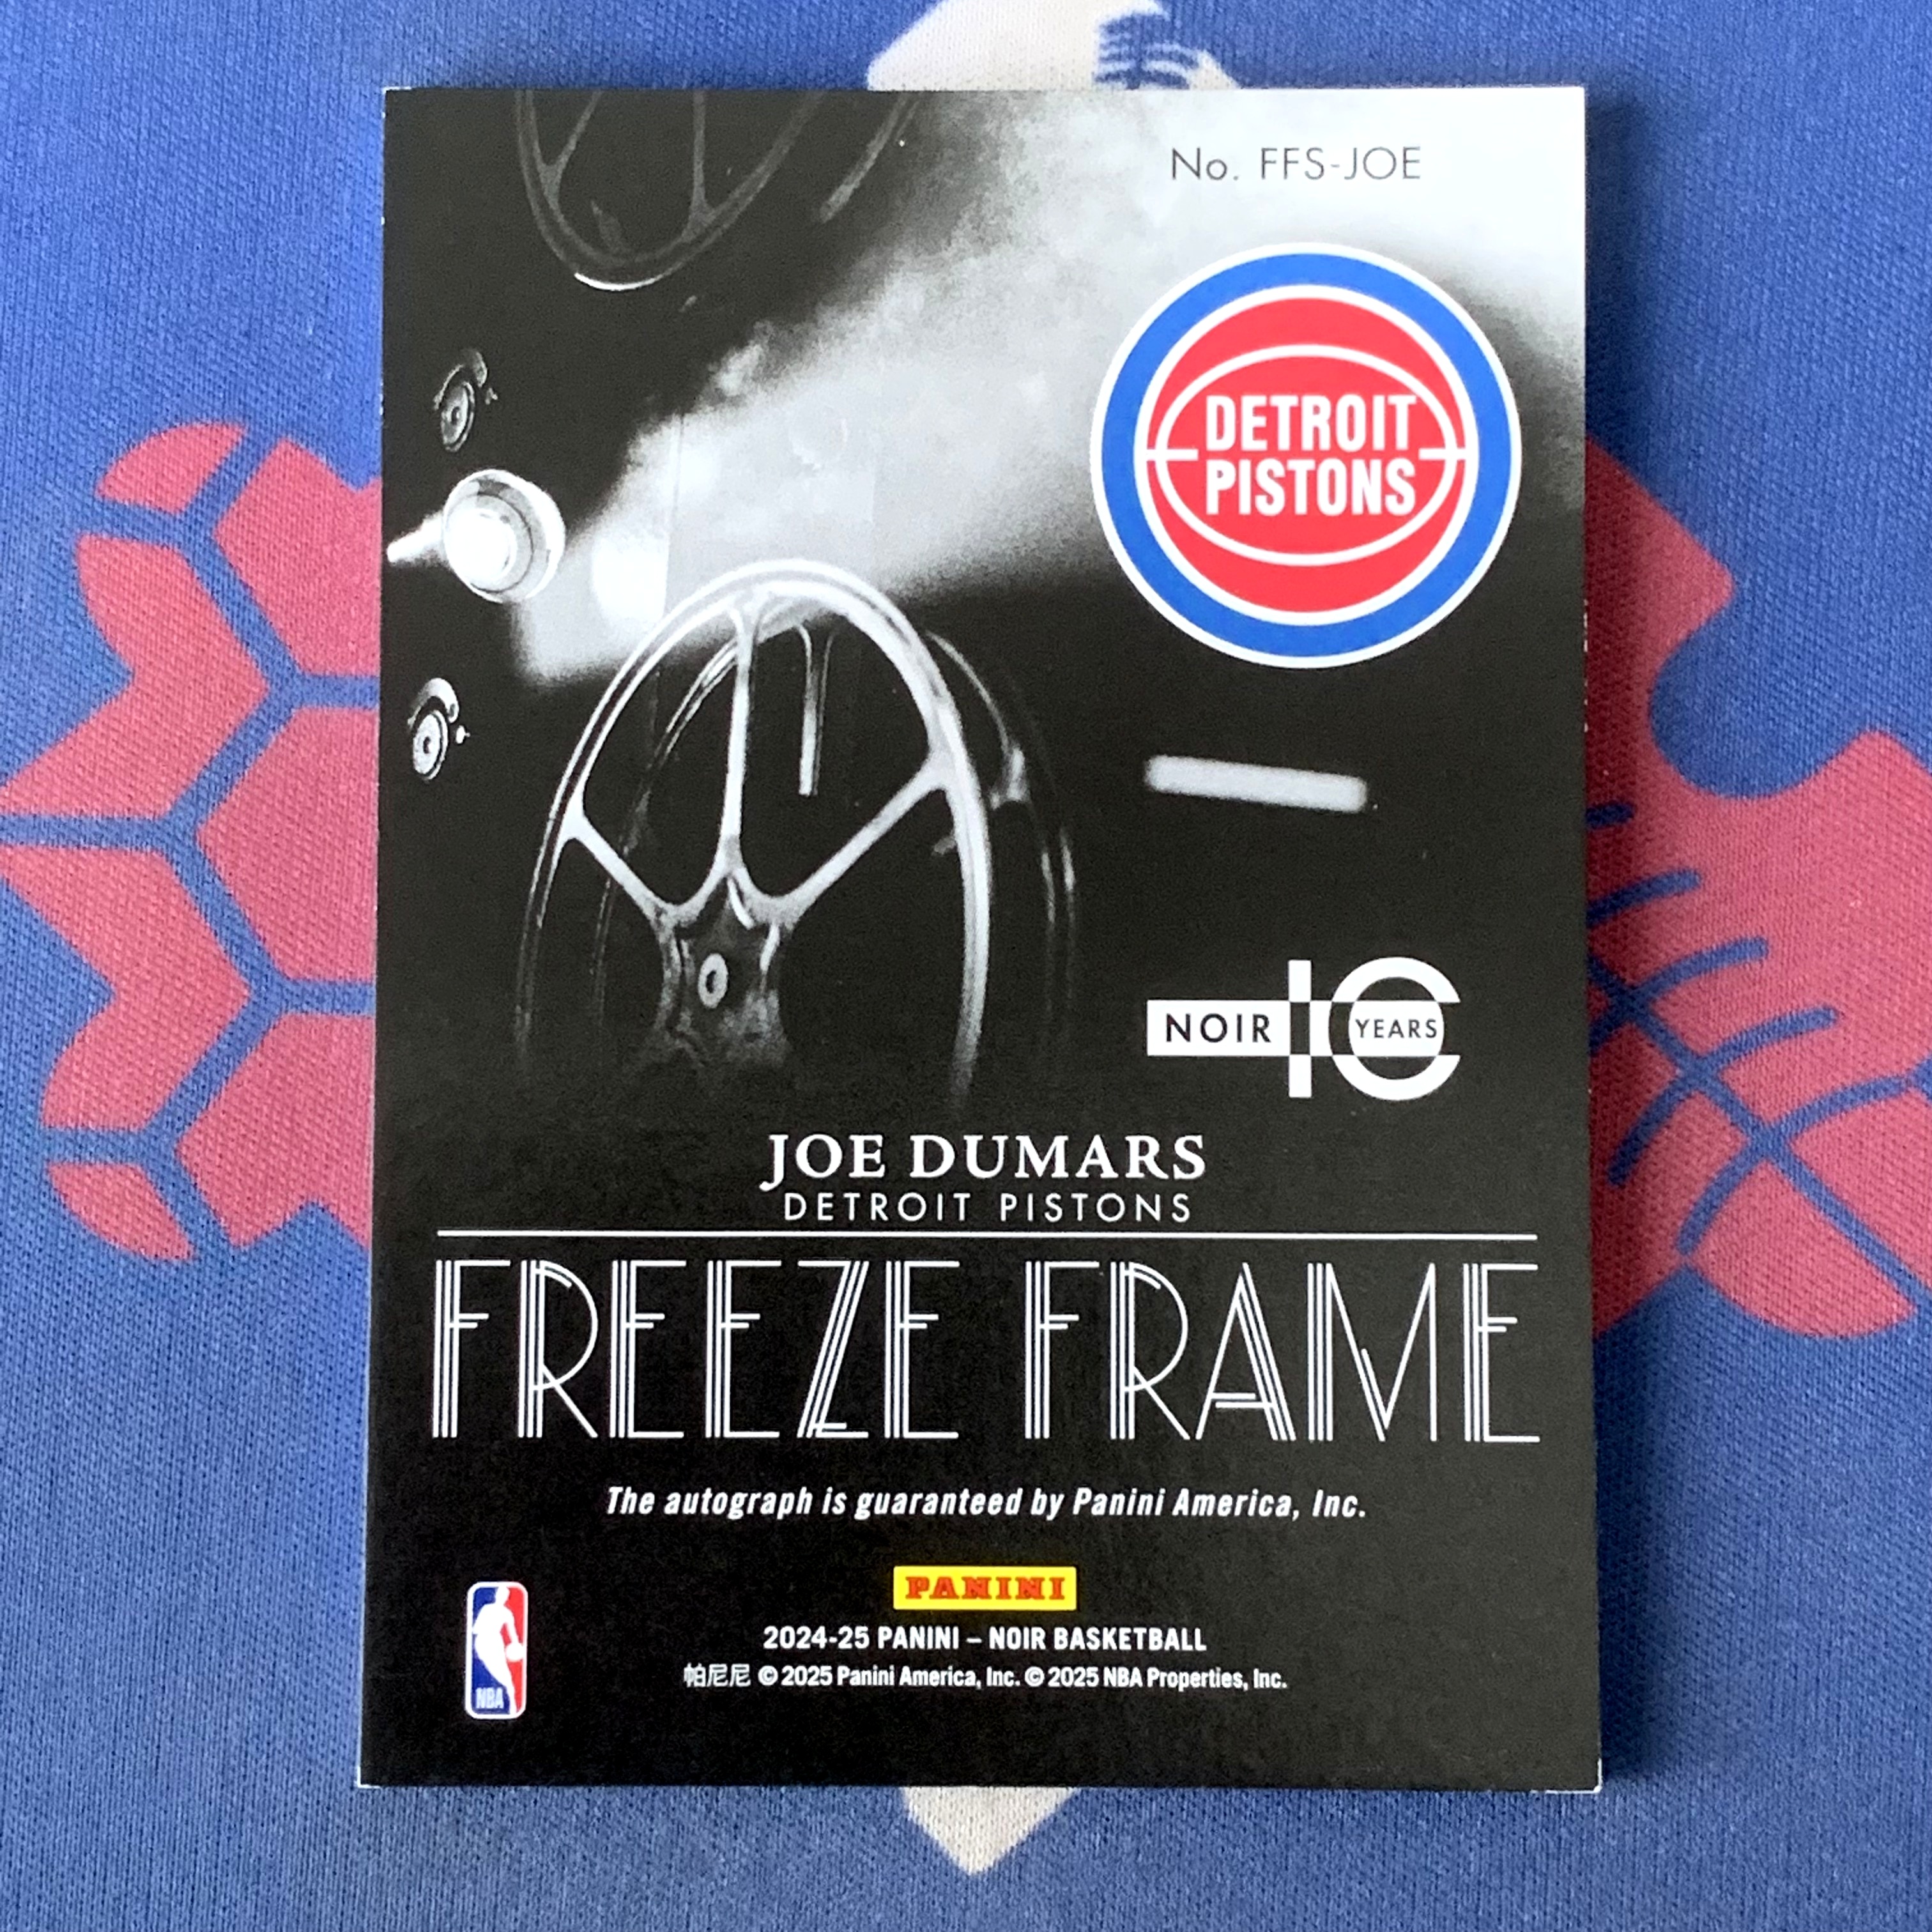 No. FFS-JOE
DETROIT
PISTONS
NOIR 10 YEARS
JOE DUMARS
DETROIT PISTONS
FREEZE FRAME
The autograph is guaranteed by Panini America, Inc.
PANINI
NBA
2024-25 PANINI – NOIR BASKETBALL
帕尼尼 © 2025 Panini America, Inc. © 2025 NBA Properties, Inc.